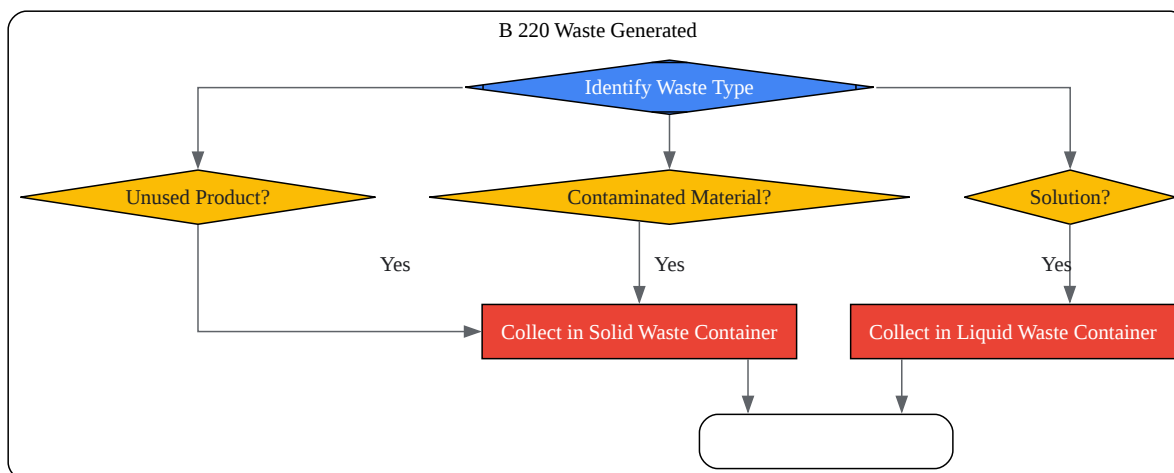 B 220 Waste Generated
Identify Waste Type
Unused Product?
Contaminated Material?
Solution?
Yes
Yes
Yes
Collect in Solid Waste Container
Collect in Liquid Waste Container